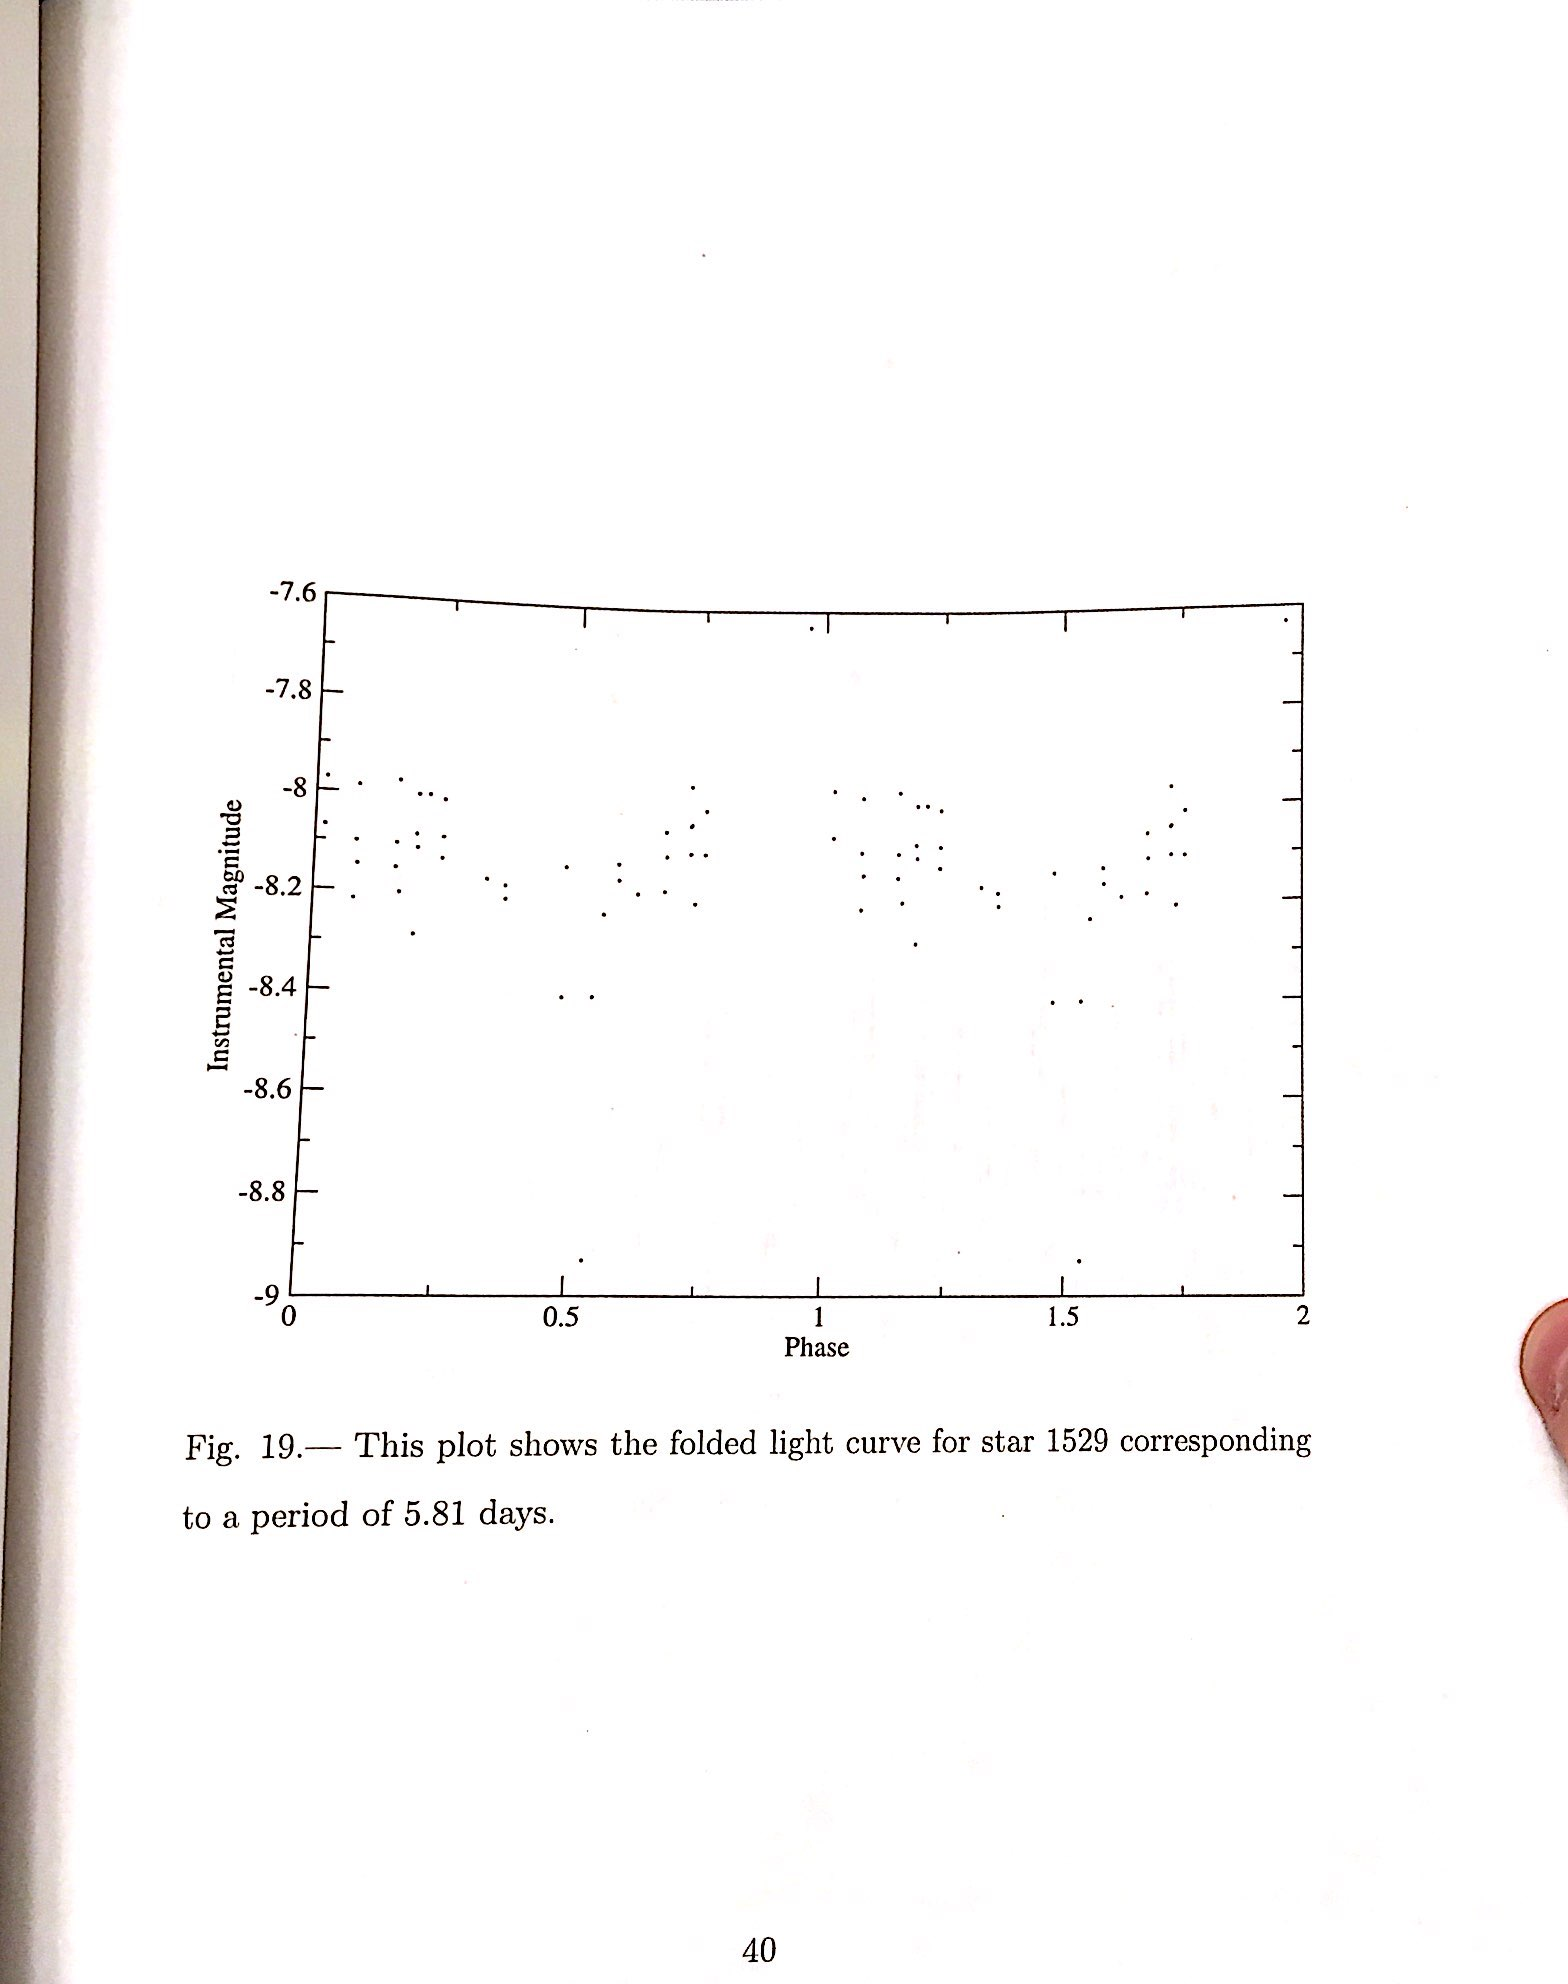 -7.6
-7.8
-8
-8.2
-8.4
-8.6
-8.8
-9
Instrumental Magnitude
0 0.5 1 1.5 2
Phase
Fig. 19.— This plot shows the folded light curve for star 1529 corresponding
to a period of 5.81 days.
40